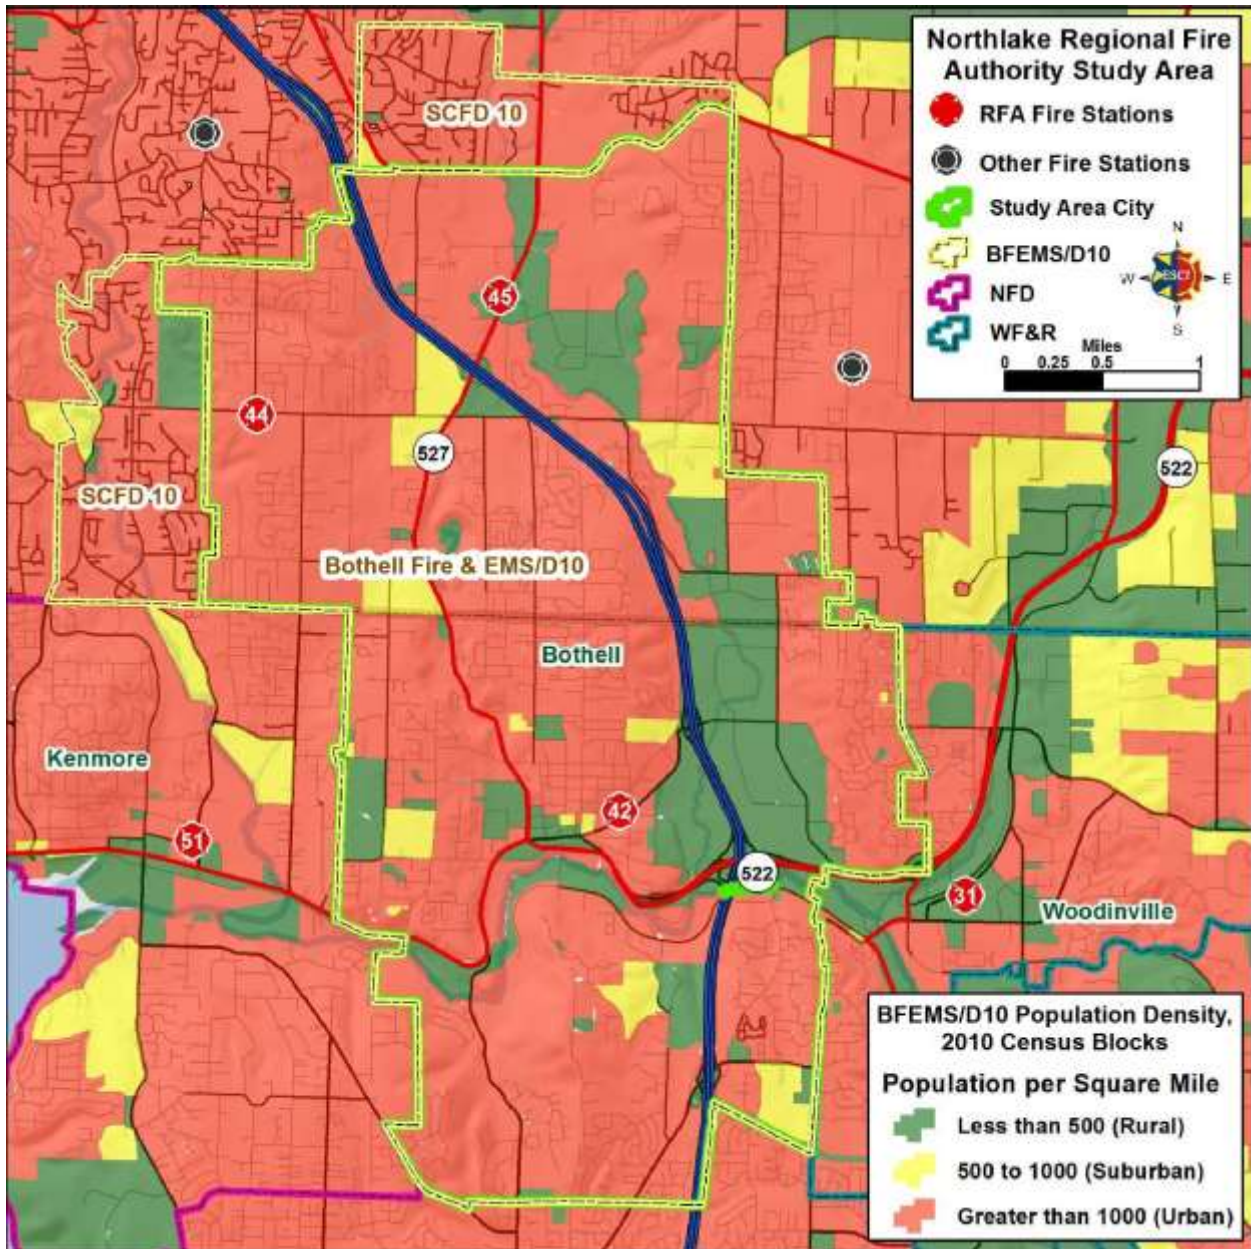 Northlake Regional Fire
Authority Study Area
RFA Fire Stations
Other Fire Stations
Study Area City
BFEMS/D10
NFD
WF&R
N
W
E
S
ESCI
Miles
0 0.25 0.5 1
SCFD 10
45
44
527
522
SCFD 10
Bothell Fire & EMS/D10
Bothell
Kenmore
42
51
522
31
Woodinville
BFEMS/D10 Population Density,
2010 Census Blocks
Population per Square Mile
Less than 500 (Rural)
500 to 1000 (Suburban)
Greater than 1000 (Urban)